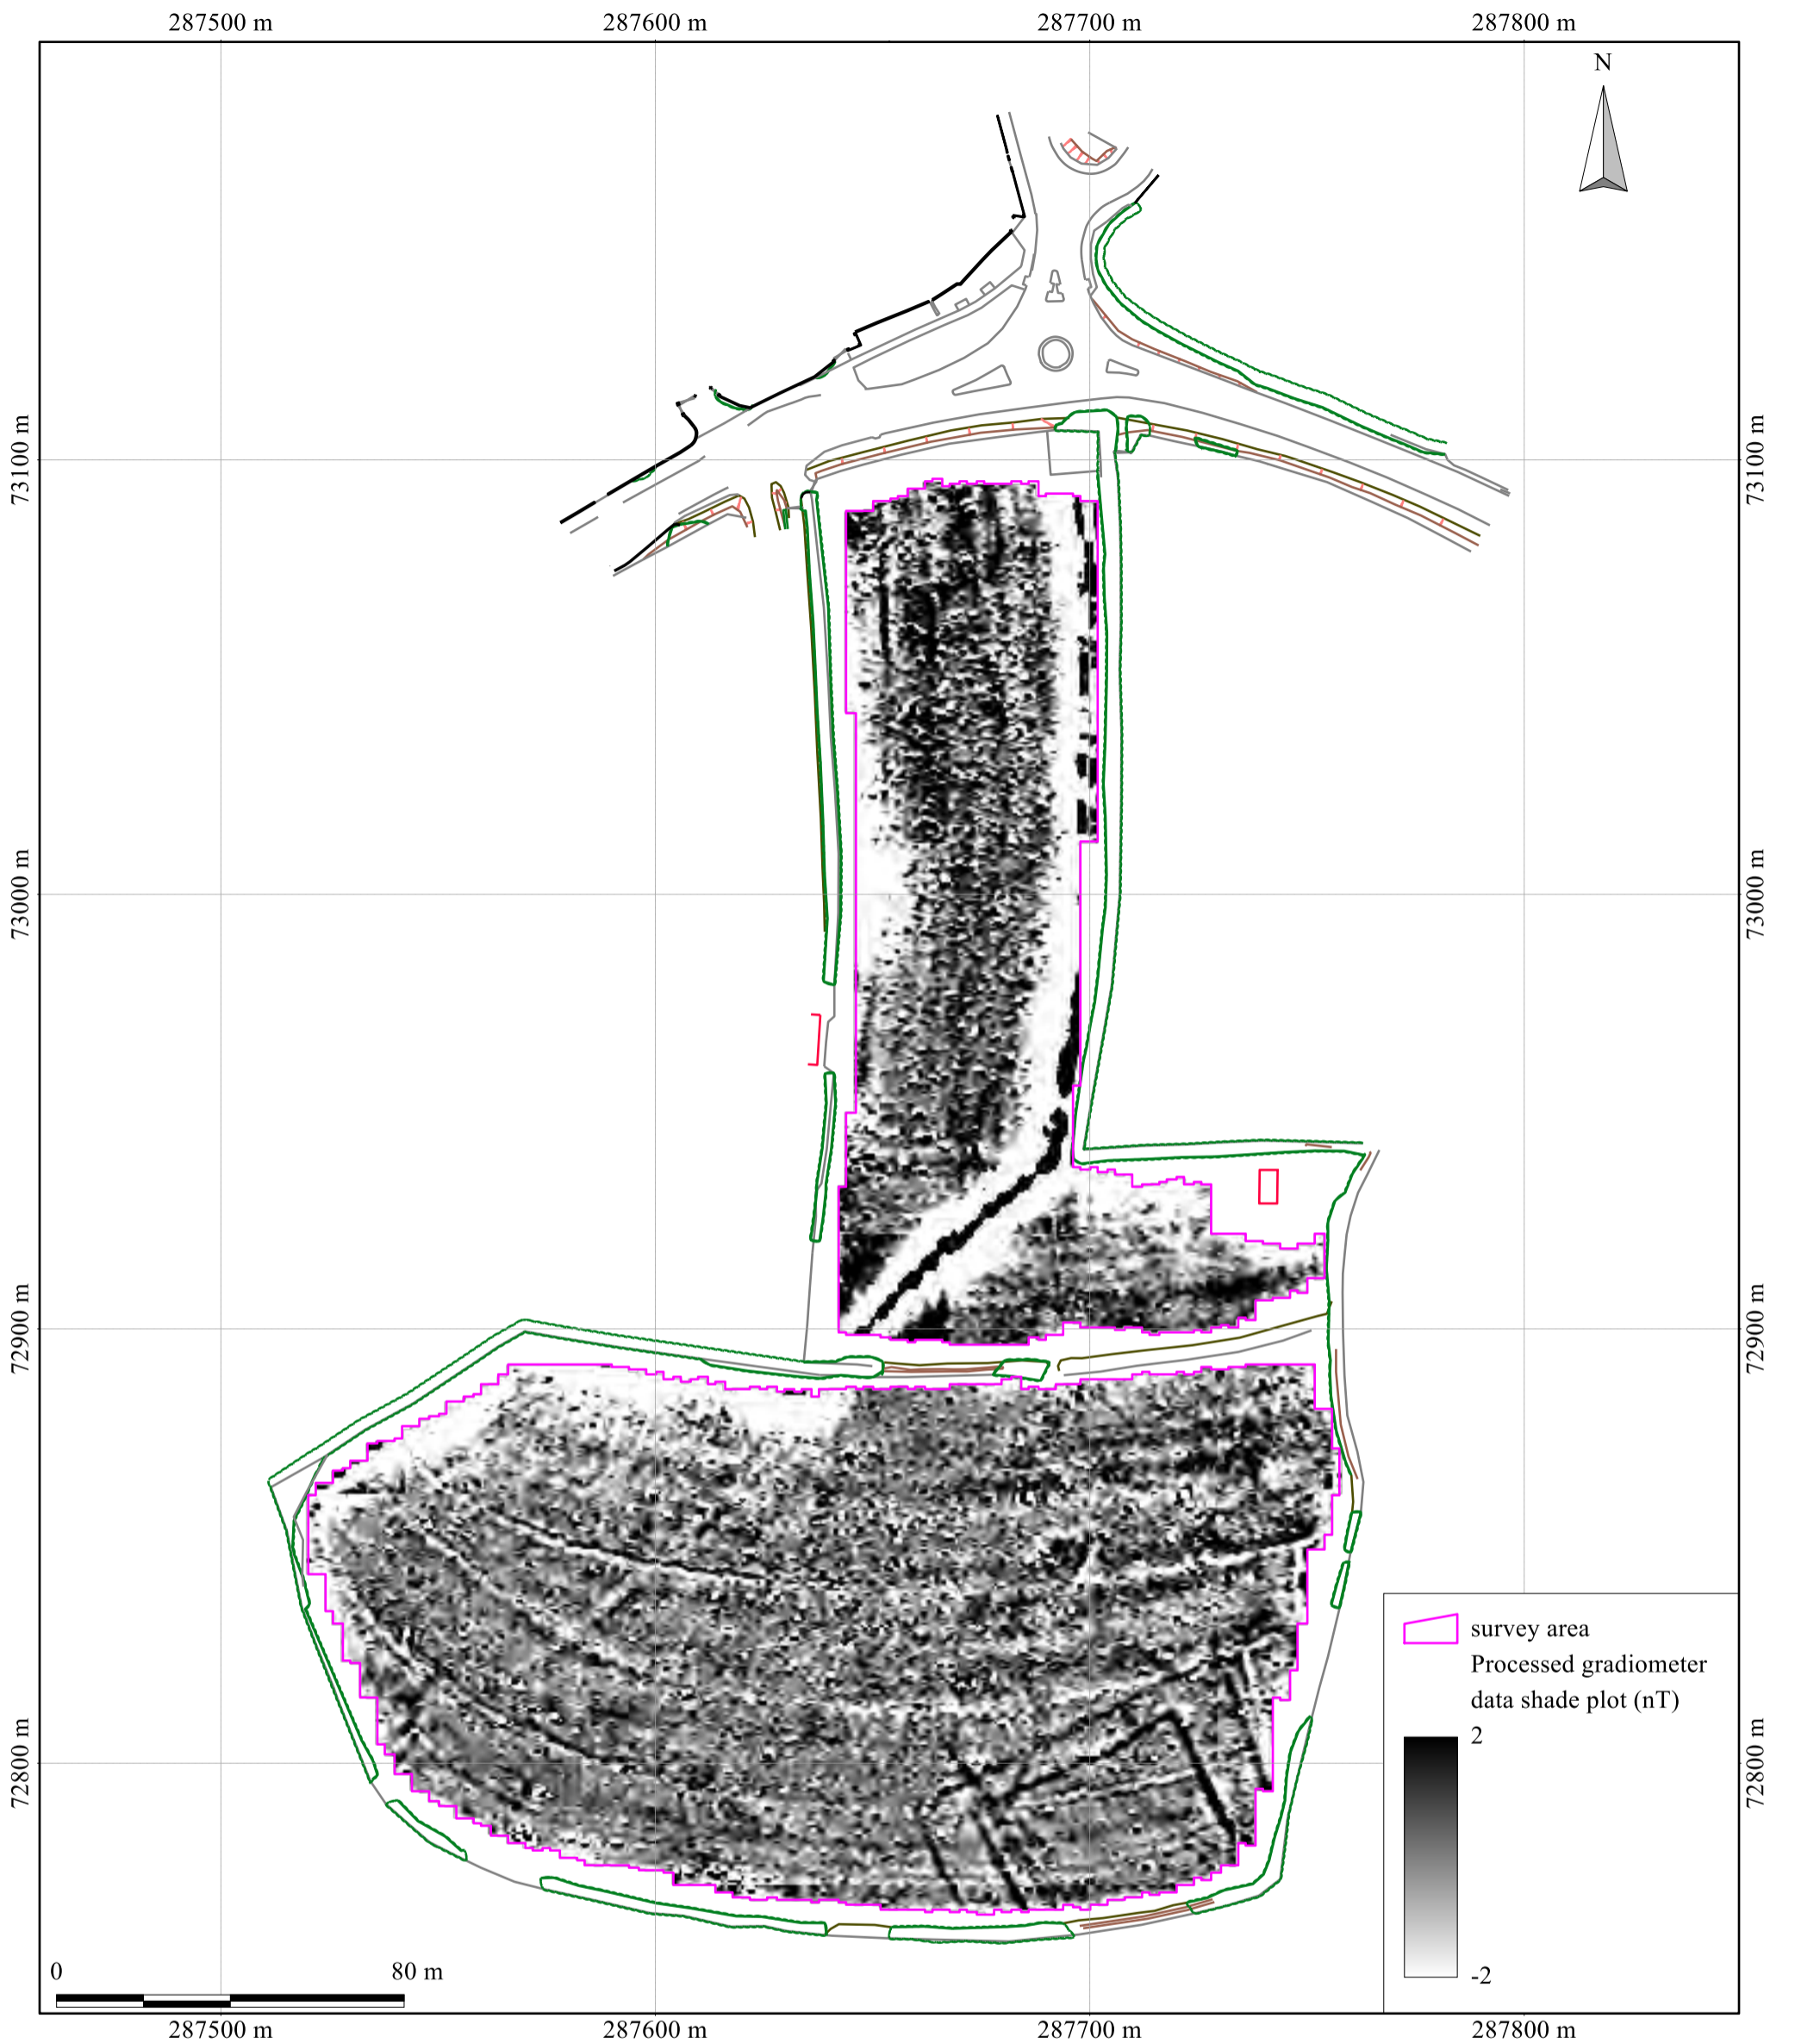 287500 m
287600 m
287700 m
287800 m
N
73100 m
73100 m
73000 m
73000 m
72900 m
72900 m
survey area
Processed gradiometer
data shade plot (nT)
2
-2
72800 m
72800 m
0
80 m
287500 m
287600 m
287700 m
287800 m